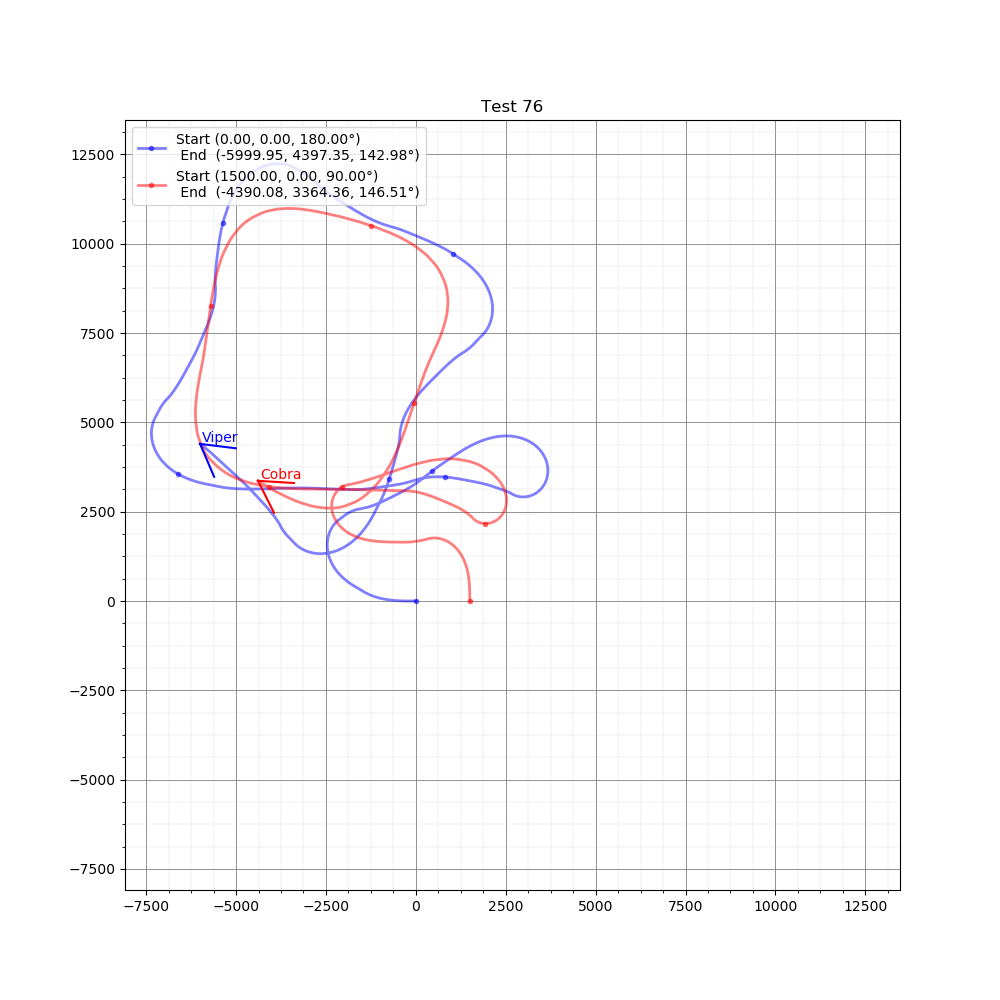 Test 76
Start (0.00, 0.00, 180.00°)
End (-5999.95, 4397.35, 142.98°)
Start (1500.00, 0.00, 90.00°)
End (-4390.08, 3364.36, 146.51°)
12500
10000
7500
5000
2500
0
−2500
−5000
−7500
Viper
Cobra
−7500 −5000 −2500 0 2500 5000 7500 10000 12500